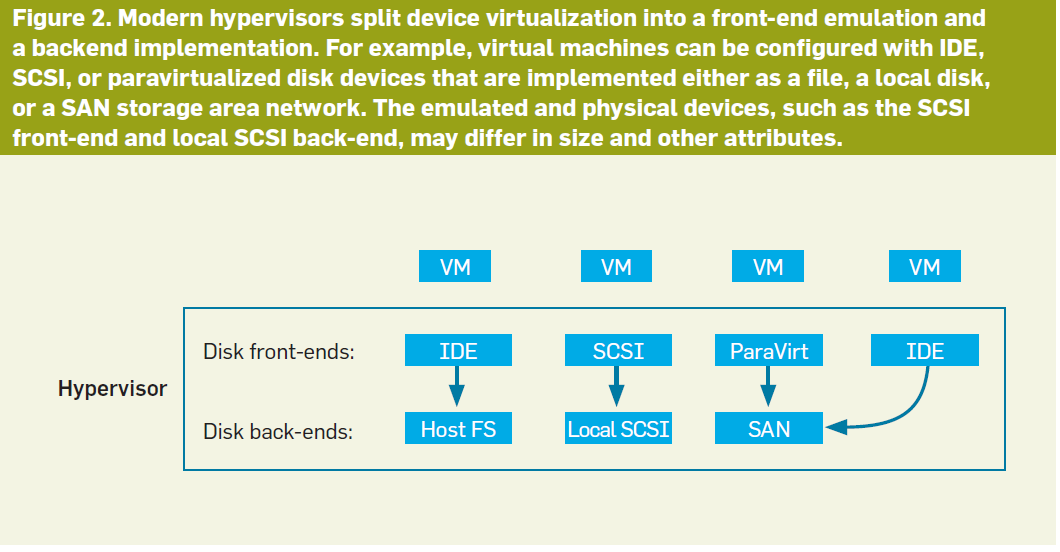 Figure 2. Modern hypervisors split device virtualization into a front-end emulation and
a backend implementation. For example, virtual machines can be configured with IDE,
SCSI, or paravirtualized disk devices that are implemented either as a file, a local disk,
or a SAN storage area network. The emulated and physical devices, such as the SCSI
front-end and local SCSI back-end, may differ in size and other attributes.
VM VM VM VM
Disk front-ends: IDE SCSI ParaVirt IDE
Hypervisor
Disk back-ends: Host FS Local SCSI SAN